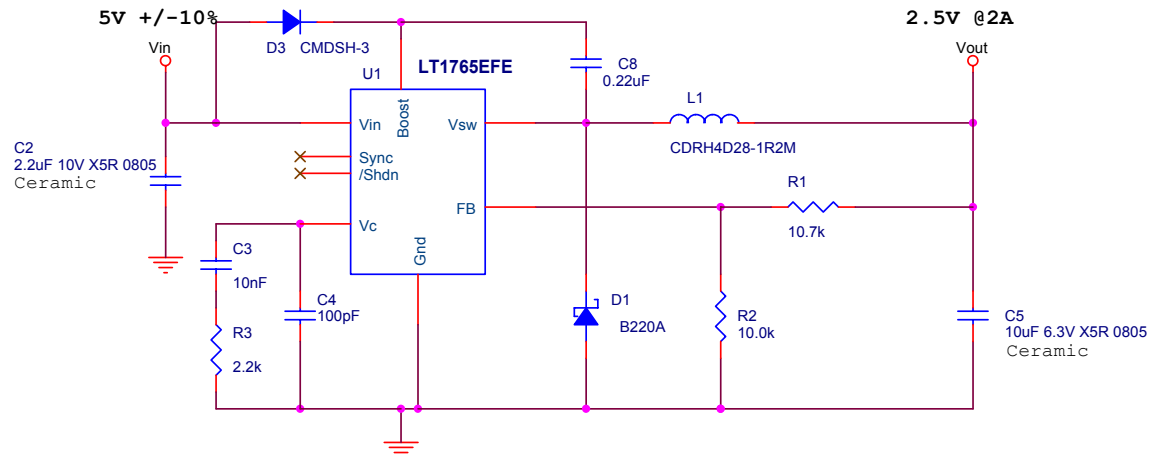 5V +/-10%
2.5V @2A
Vin
D3 CMDSH-3
Vout
U1
LT1765EFE
C8
0.22uF
L1
CDRH4D28-1R2M
Vin
Boost
Vsw
Sync
/Shdn
FB
Vc
Gnd
C2
2.2uF 10V X5R 0805
Ceramic
R1
10.7k
C3
10nF
C4
100pF
R3
2.2k
D1
B220A
R2
10.0k
C5
10uF 6.3V X5R 0805
Ceramic